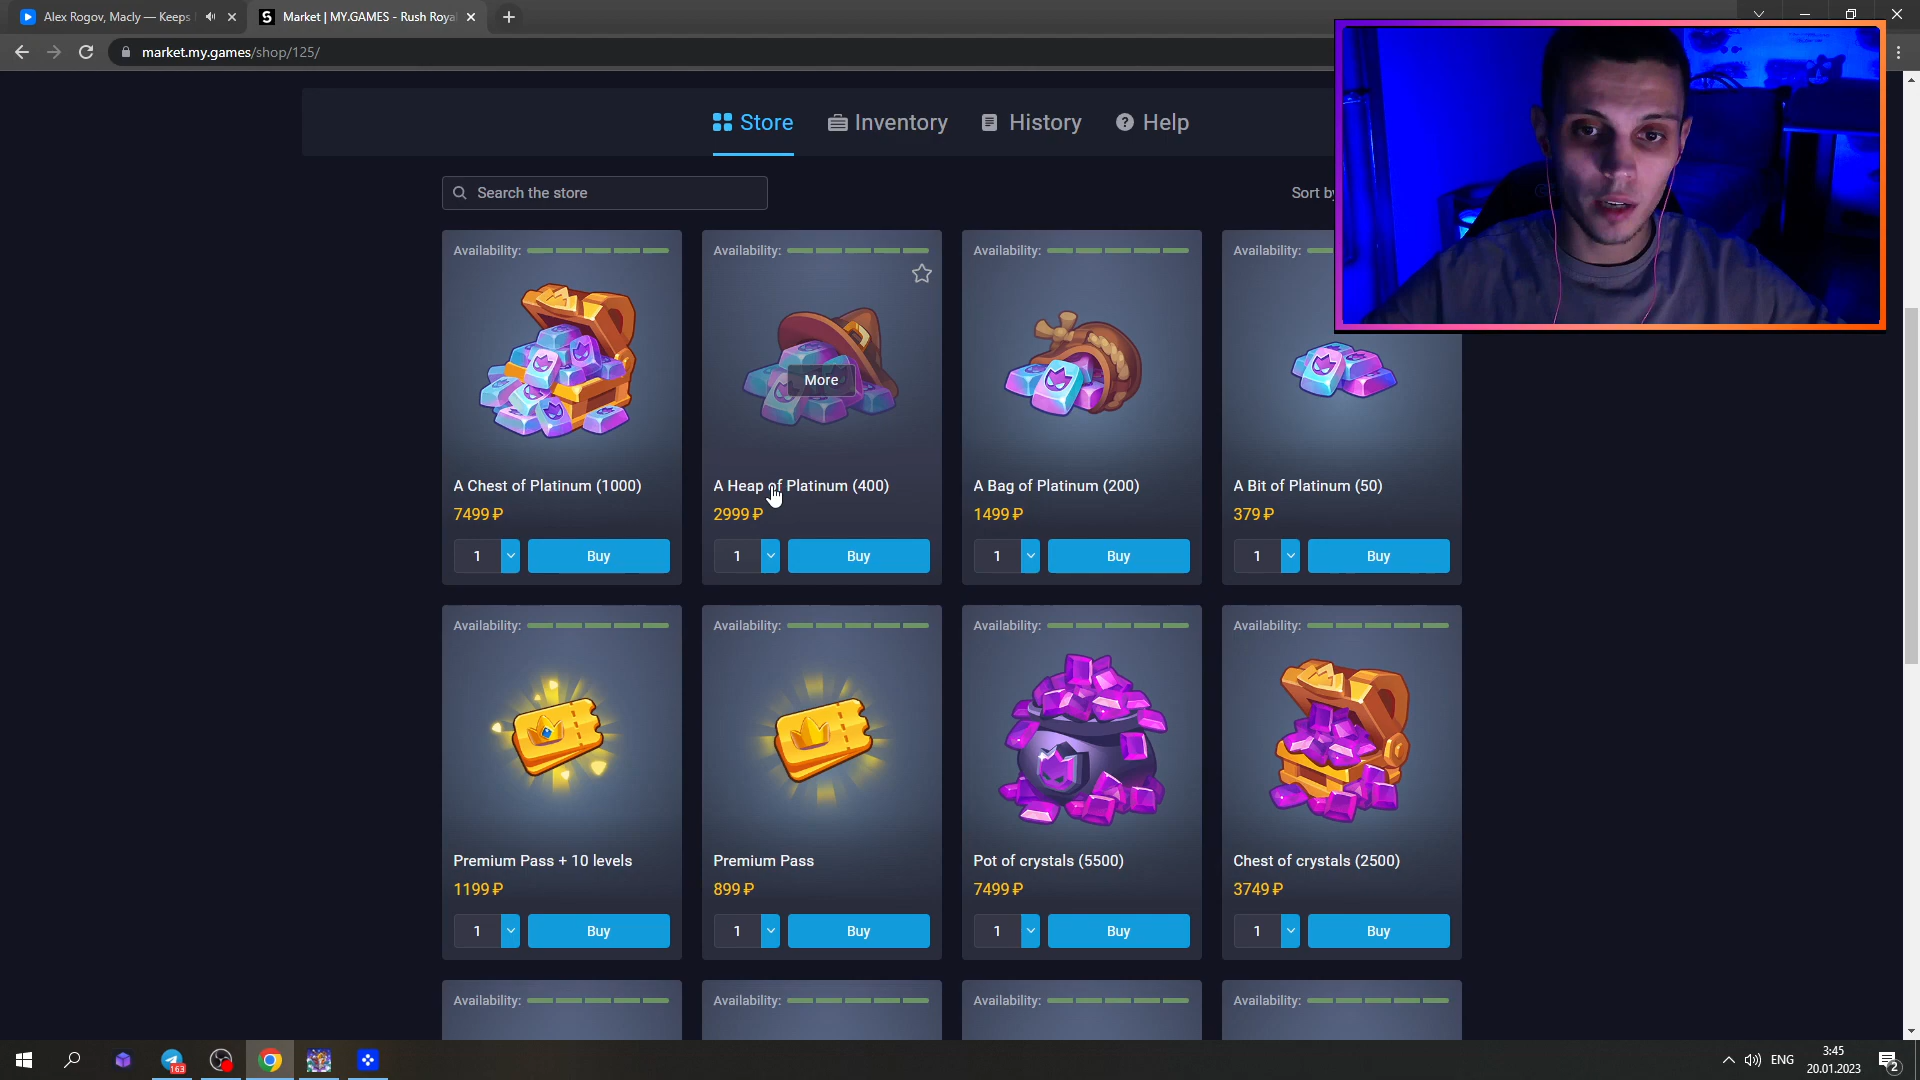 Alex Rogov, Macly — Keeps
Market | MY.GAMES - Rush Roya
market.my.games/shop/125/
Store
Inventory
History
Help
Search the store
Sort by
Availability:
Availability:
Availability:
Availability:
More
A Chest of Platinum (1000)
A Heap of Platinum (400)
A Bag of Platinum (200)
A Bit of Platinum (50)
7499 ₽
2999 ₽
1499 ₽
379 ₽
1
Buy
1
Buy
1
Buy
1
Buy
Availability:
Availability:
Availability:
Availability:
Premium Pass + 10 levels
Premium Pass
Pot of crystals (5500)
Chest of crystals (2500)
1199 ₽
899 ₽
7499 ₽
3749 ₽
1
Buy
1
Buy
1
Buy
1
Buy
Availability:
Availability:
Availability:
Availability:
163
ENG
3:45
20.01.2023
2